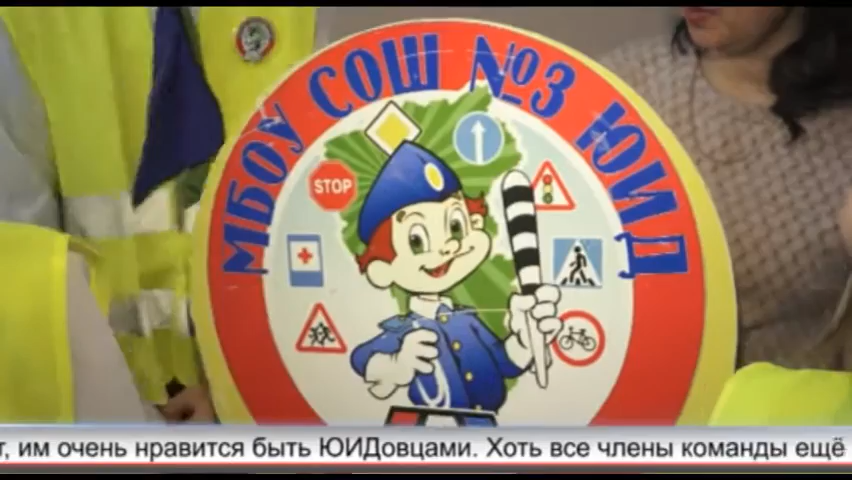 МБОУ СОШ №3 ЮИД
STOP
им очень нравится быть ЮИДовцами. Хоть все члены команды ещё